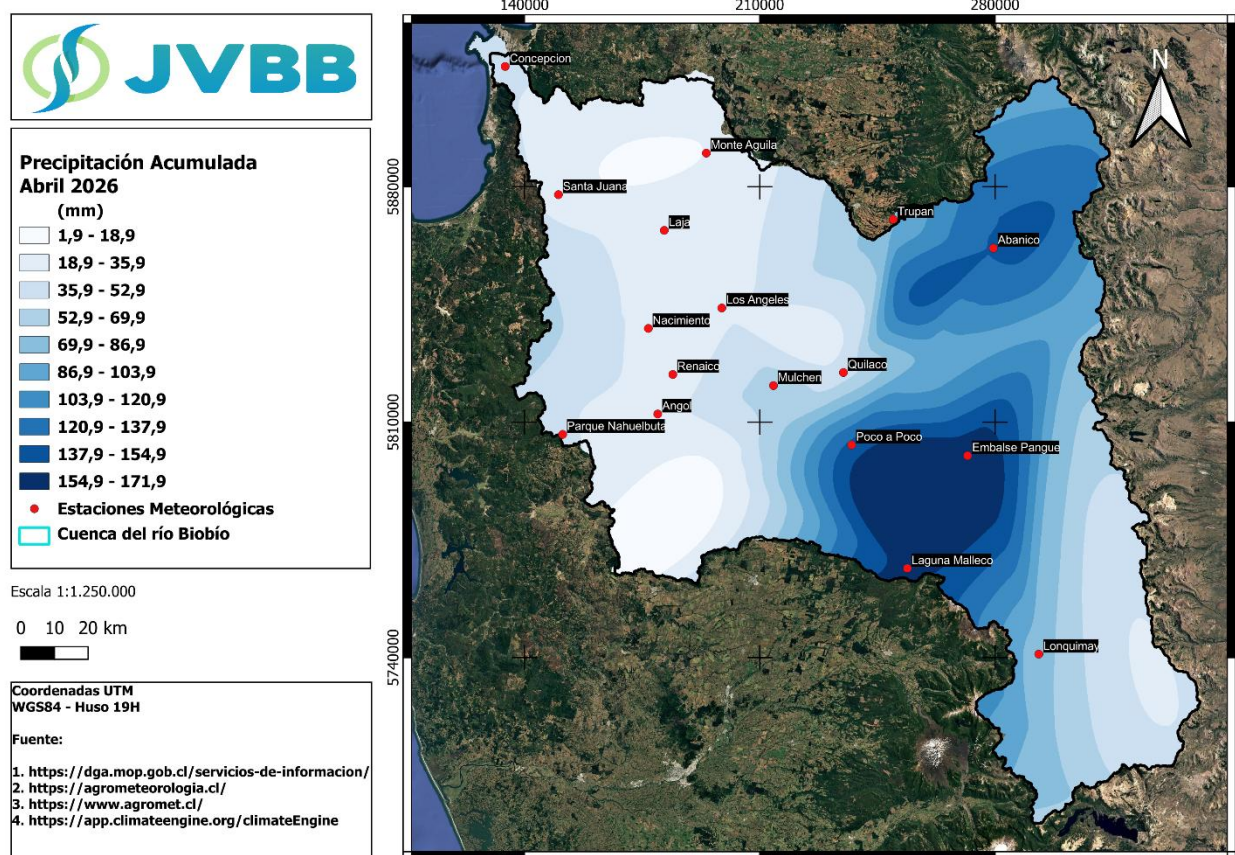 JVBB
Precipitación Acumulada
Abril 2026
(mm)
1,9 - 18,9
18,9 - 35,9
35,9 - 52,9
52,9 - 69,9
69,9 - 86,9
86,9 - 103,9
103,9 - 120,9
120,9 - 137,9
137,9 - 154,9
154,9 - 171,9
Estaciones Meteorológicas
Cuenca del río Biobío
Escala 1:1.250.000
0 10 20 km
Coordenadas UTM
WGS84 - Huso 19H
Fuente:
1. https://dga.mop.gob.cl/servicios-de-informacion/
2. https://agrometeorologia.cl/
3. https://www.agromet.cl/
4. https://app.climateengine.org/climateEngine
140000 210000 280000
5880000
5810000
5740000
N
Concepcion
Monte Aguila
Santa Juana
Trupan
Laja
Abanico
Los Angeles
Nacimiento
Renaico
Mulchen
Quilaco
Angol
Parque Nahuelbuta
Poco a Poco
Embalse Pangue
Laguna Malleco
Lonquimay
5880000
5810000
5740000
140000 210000 280000